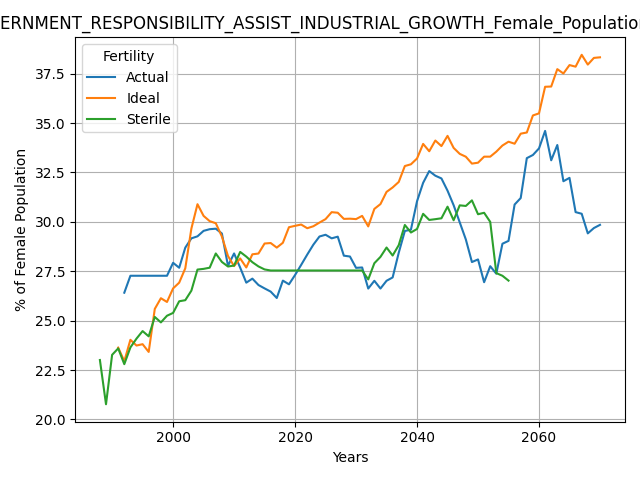 ERNMENT_RESPONSIBILITY_ASSIST_INDUSTRIAL_GROWTH_Female_Population
Fertility
Actual
Ideal
Sterile
% of Female Population
37.5
35.0
32.5
30.0
27.5
25.0
22.5
20.0
2000 2020 2040 2060
Years